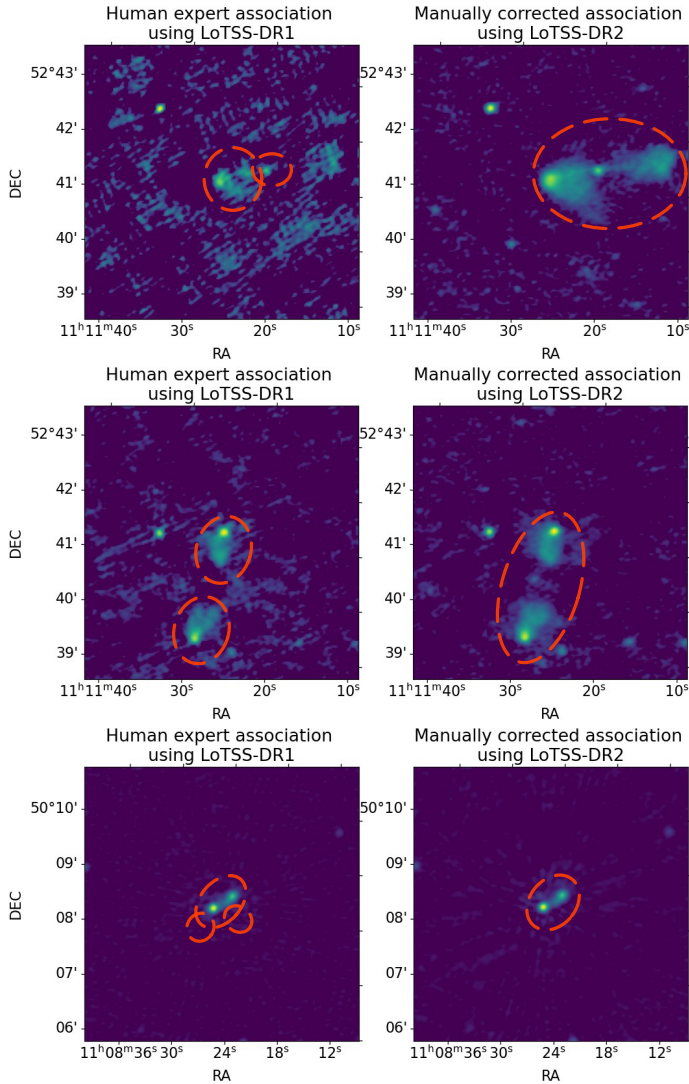 Human expert association
using LoTSS-DR1
Manually corrected association
using LoTSS-DR2
52°43'
42'
41'
40'
39'
DEC
11ʰ11ᵐ40ˢ 30ˢ 20ˢ 10ˢ
RA
52°43'
42'
41'
40'
39'
DEC
11ʰ11ᵐ40ˢ 30ˢ 20ˢ 10ˢ
RA
Human expert association
using LoTSS-DR1
Manually corrected association
using LoTSS-DR2
52°43'
42'
41'
40'
39'
DEC
11ʰ11ᵐ40ˢ 30ˢ 20ˢ 10ˢ
RA
52°43'
42'
41'
40'
39'
DEC
11ʰ11ᵐ40ˢ 30ˢ 20ˢ 10ˢ
RA
Human expert association
using LoTSS-DR1
Manually corrected association
using LoTSS-DR2
50°10'
09'
08'
07'
06'
DEC
11ʰ08ᵐ36ˢ 30ˢ 24ˢ 18ˢ 12ˢ
RA
50°10'
09'
08'
07'
06'
DEC
11ʰ08ᵐ36ˢ 30ˢ 24ˢ 18ˢ 12ˢ
RA